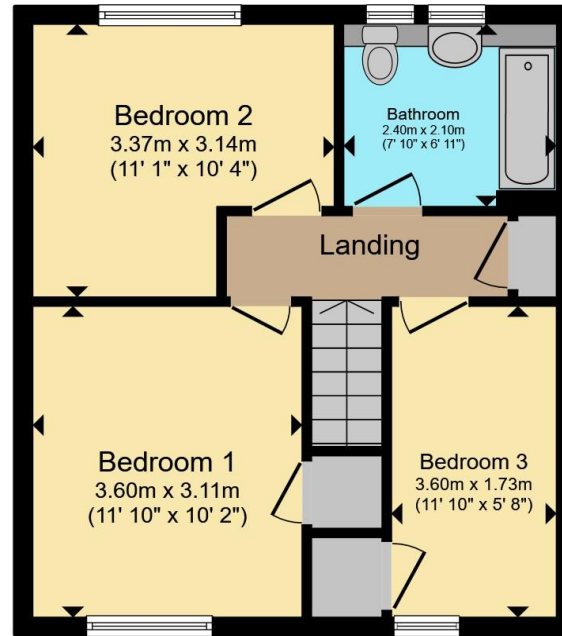 Bedroom 2
3.37m x 3.14m
(11' 1" x 10' 4")
Bathroom
2.40m x 2.10m
(7' 10" x 6' 11")
Landing
Bedroom 1
3.60m x 3.11m
(11' 10" x 10' 2")
Bedroom 3
3.60m x 1.73m
(11' 10" x 5' 8")